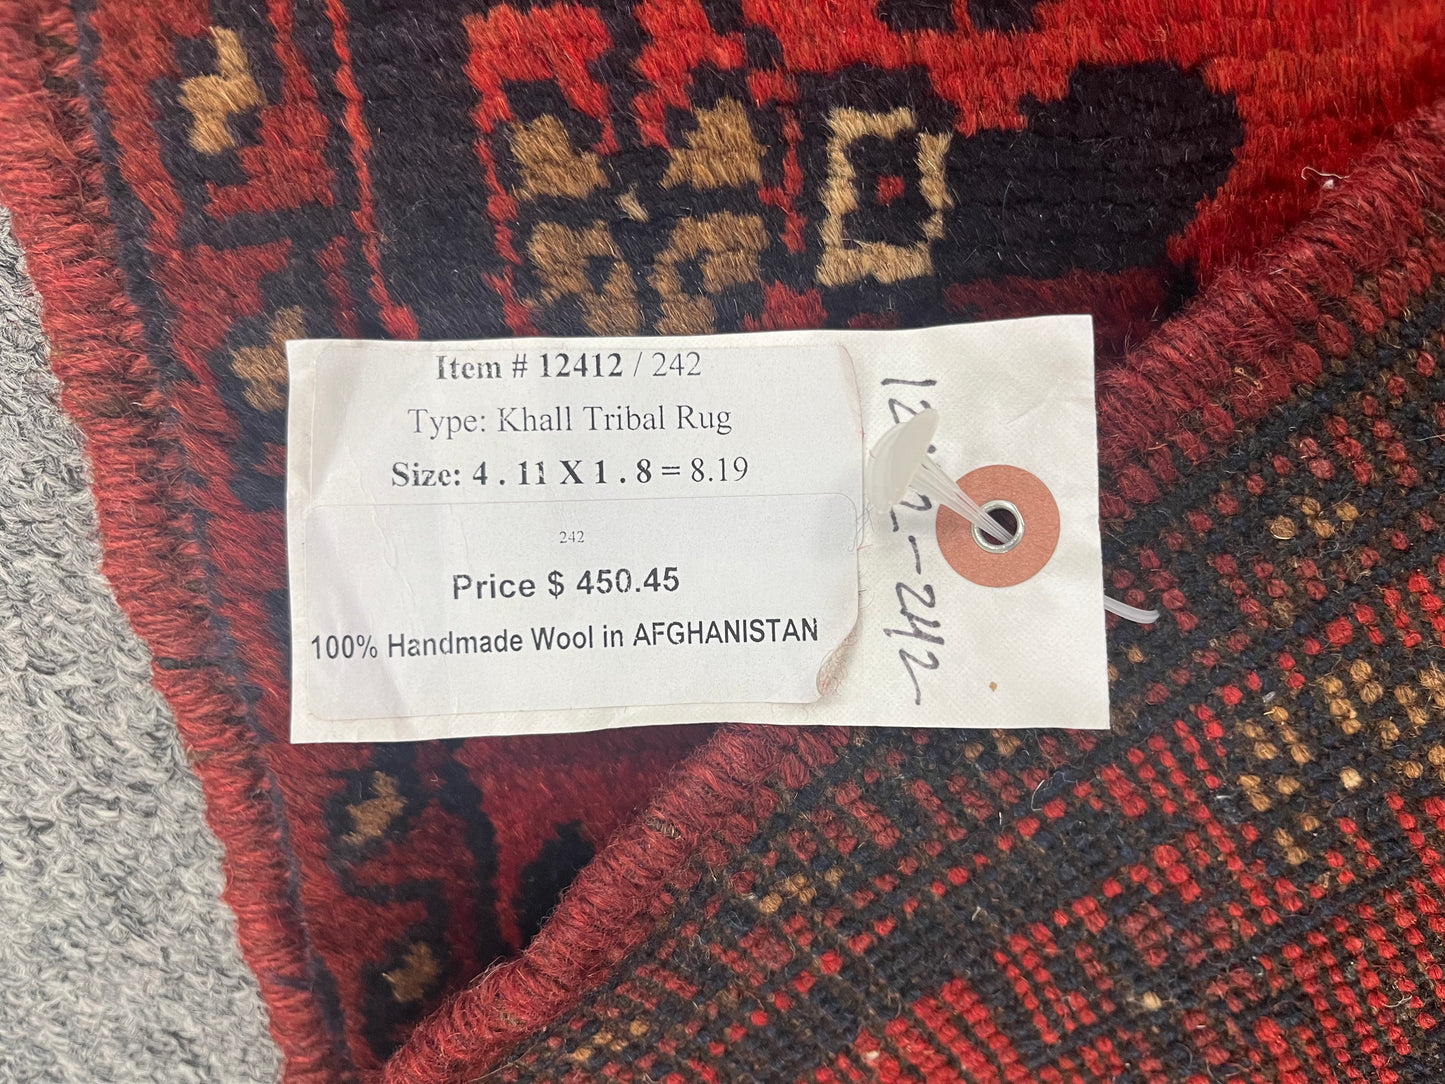 Item # 12412 / 242
Type: Khall Tribal Rug
Size: 4 . 11 X 1 . 8 = 8.19
242
Price $ 450.45
100% Handmade Wool in AFGHANISTAN